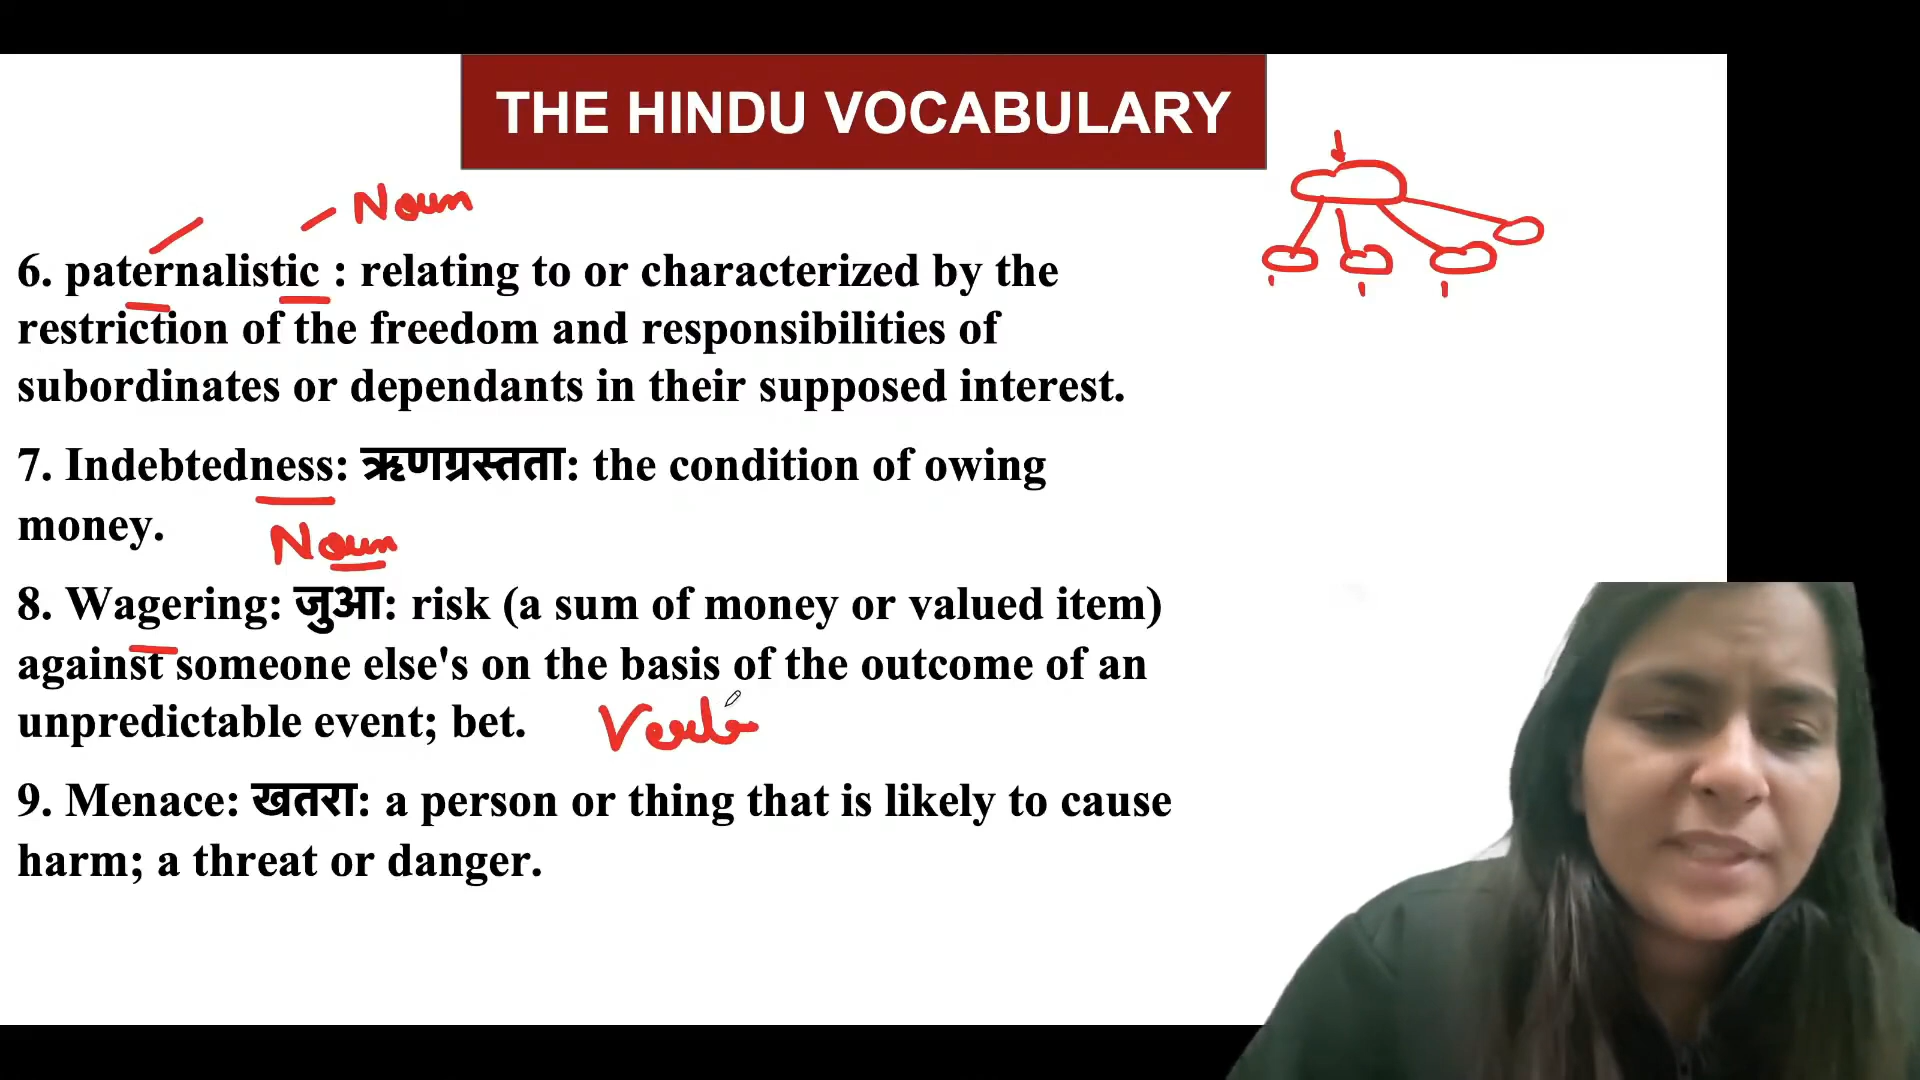 THE HINDU VOCABULARY
Noun
6. paternalistic : relating to or characterized by the
restriction of the freedom and responsibilities of
subordinates or dependants in their supposed interest.
7. Indebtedness: ऋणग्रस्तता: the condition of owing
money.
Noun
8. Wagering: जुआ: risk (a sum of money or valued item)
against someone else's on the basis of the outcome of an
unpredictable event; bet.
Verb
9. Menace: खतरा: a person or thing that is likely to cause
harm; a threat or danger.